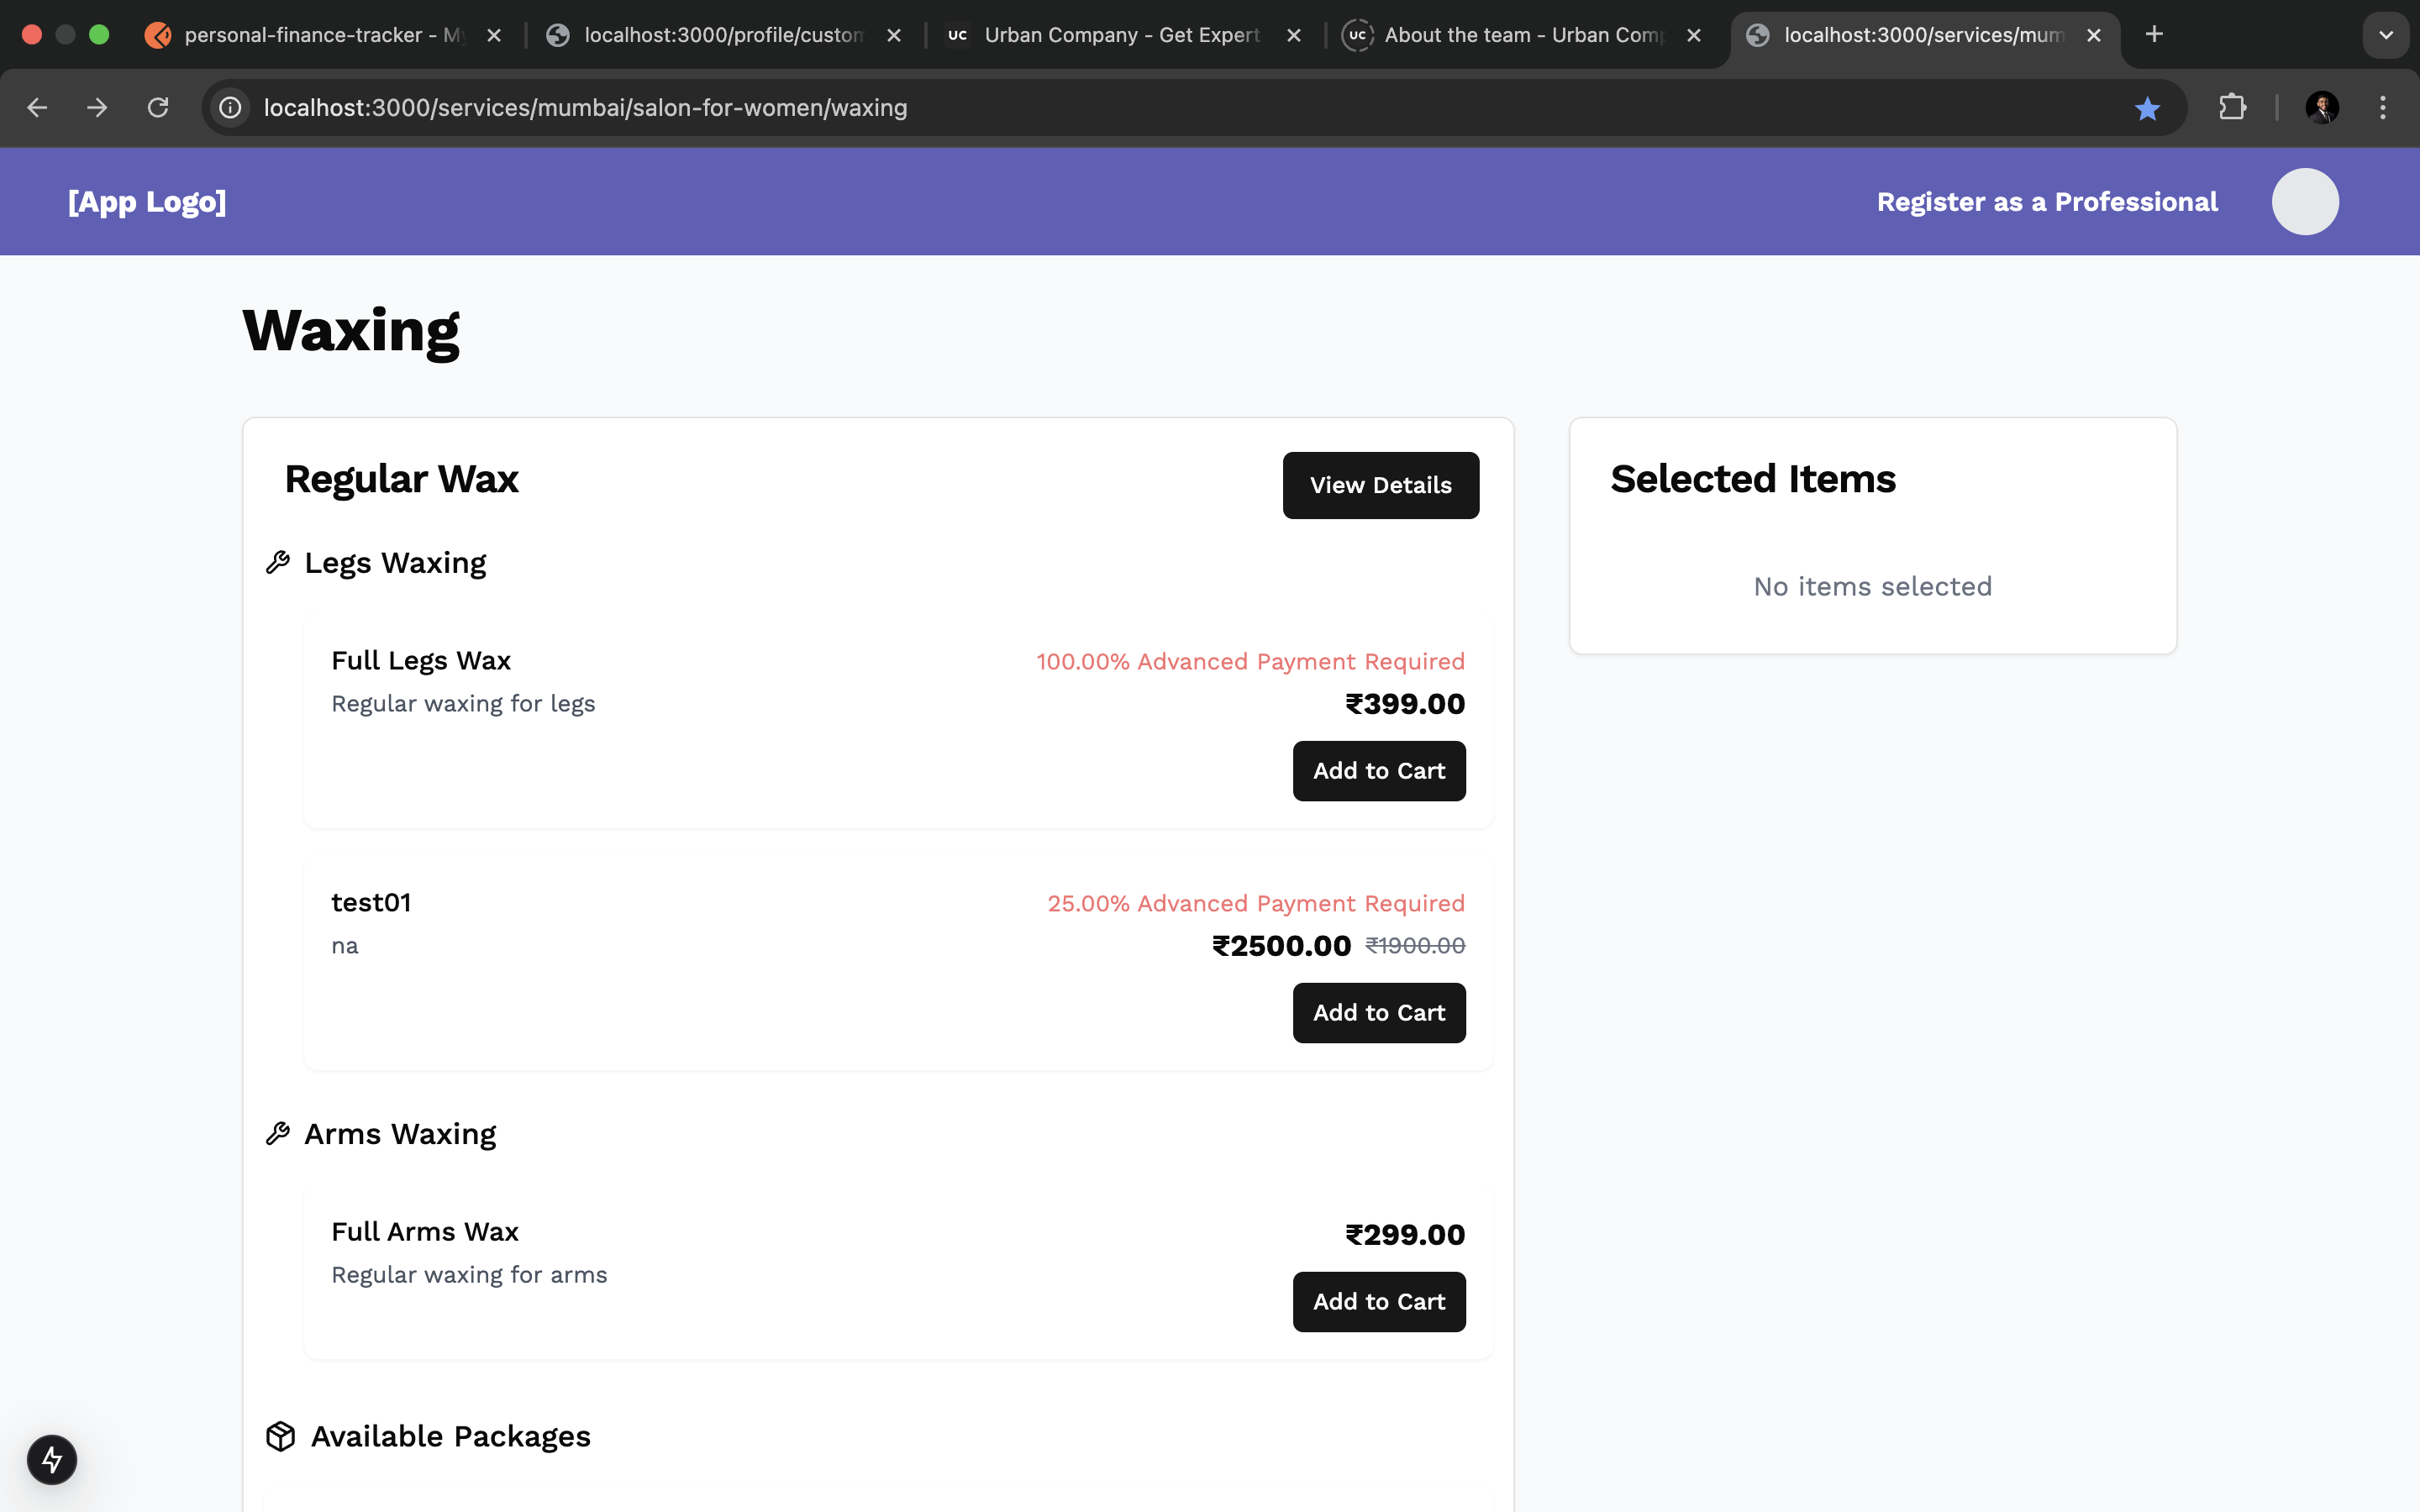 personal-finance-tracker - My
localhost:3000/profile/custom
UC Urban Company - Get Expert
UC About the team - Urban Comp
localhost:3000/services/mum
localhost:3000/services/mumbai/salon-for-women/waxing
[App Logo]
Register as a Professional
Waxing
Regular Wax
View Details
Legs Waxing
Full Legs Wax
100.00% Advanced Payment Required
Regular waxing for legs
₹399.00
Add to Cart
test01
25.00% Advanced Payment Required
na
₹2500.00 ₹1900.00
Add to Cart
Arms Waxing
Full Arms Wax
₹299.00
Regular waxing for arms
Add to Cart
Available Packages
Selected Items
No items selected